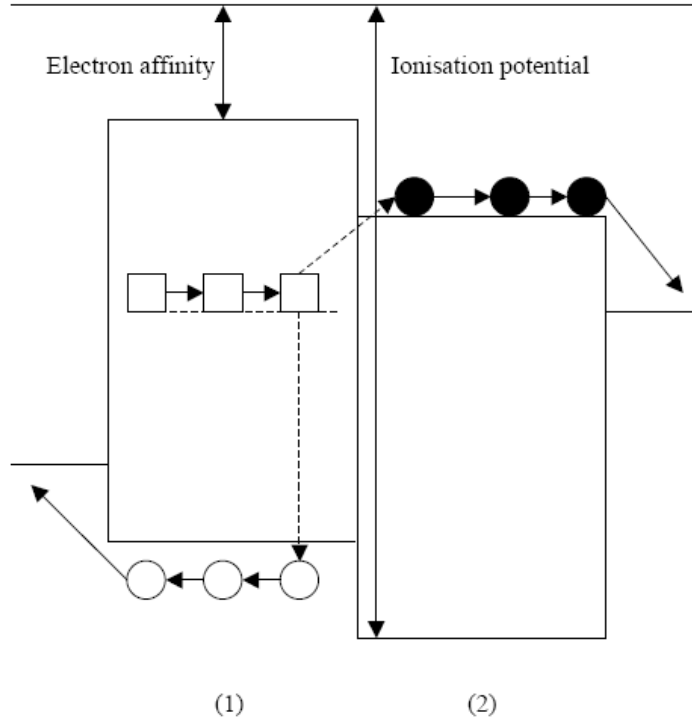 Electron affinity
Ionisation potential
(1)
(2)